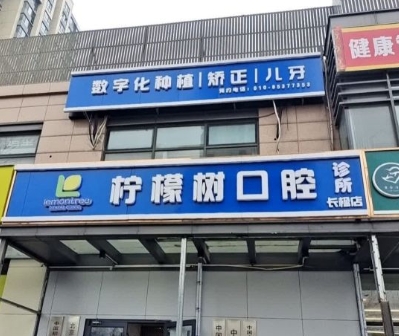 数字化种植|矫正|儿牙
预约电话：010-85377253
健康
lemontree
柠檬树口腔
诊所
长楹店